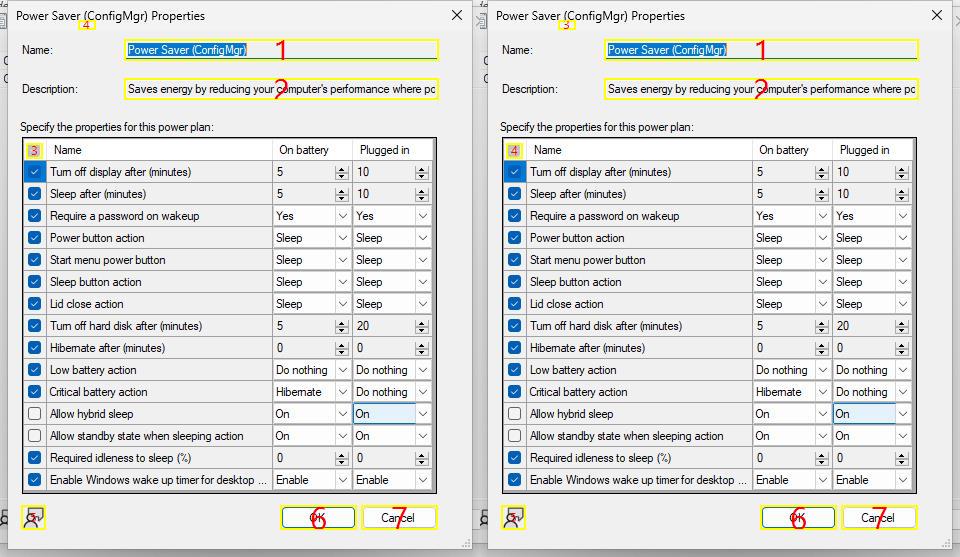 Power Saver (ConfigMgr) Properties
4
Name: Power Saver (ConfigMgr) 1
Description: Saves energy by reducing your computer's performance where po 2
Specify the properties for this power plan:
3 Name On battery Plugged in
Turn off display after (minutes) 5 10
Sleep after (minutes) 5 10
Require a password on wakeup Yes Yes
Power button action Sleep Sleep
Start menu power button Sleep Sleep
Sleep button action Sleep Sleep
Lid close action Sleep Sleep
Turn off hard disk after (minutes) 5 20
Hibernate after (minutes) 0 0
Low battery action Do nothing Do nothing
Critical battery action Hibernate Do nothing
Allow hybrid sleep On On
Allow standby state when sleeping action On On
Required idleness to sleep (%) 0 0
Enable Windows wake up timer for desktop ... Enable Enable
5 OK 6 Cancel 7
Power Saver (ConfigMgr) Properties
3
Name: Power Saver (ConfigMgr) 1
Description: Saves energy by reducing your computer's performance where po 2
Specify the properties for this power plan:
4 Name On battery Plugged in
Turn off display after (minutes) 5 10
Sleep after (minutes) 5 10
Require a password on wakeup Yes Yes
Power button action Sleep Sleep
Start menu power button Sleep Sleep
Sleep button action Sleep Sleep
Lid close action Sleep Sleep
Turn off hard disk after (minutes) 5 20
Hibernate after (minutes) 0 0
Low battery action Do nothing Do nothing
Critical battery action Hibernate Do nothing
Allow hybrid sleep On On
Allow standby state when sleeping action On On
Required idleness to sleep (%) 0 0
Enable Windows wake up timer for desktop ... Enable Enable
5 OK 6 Cancel 7